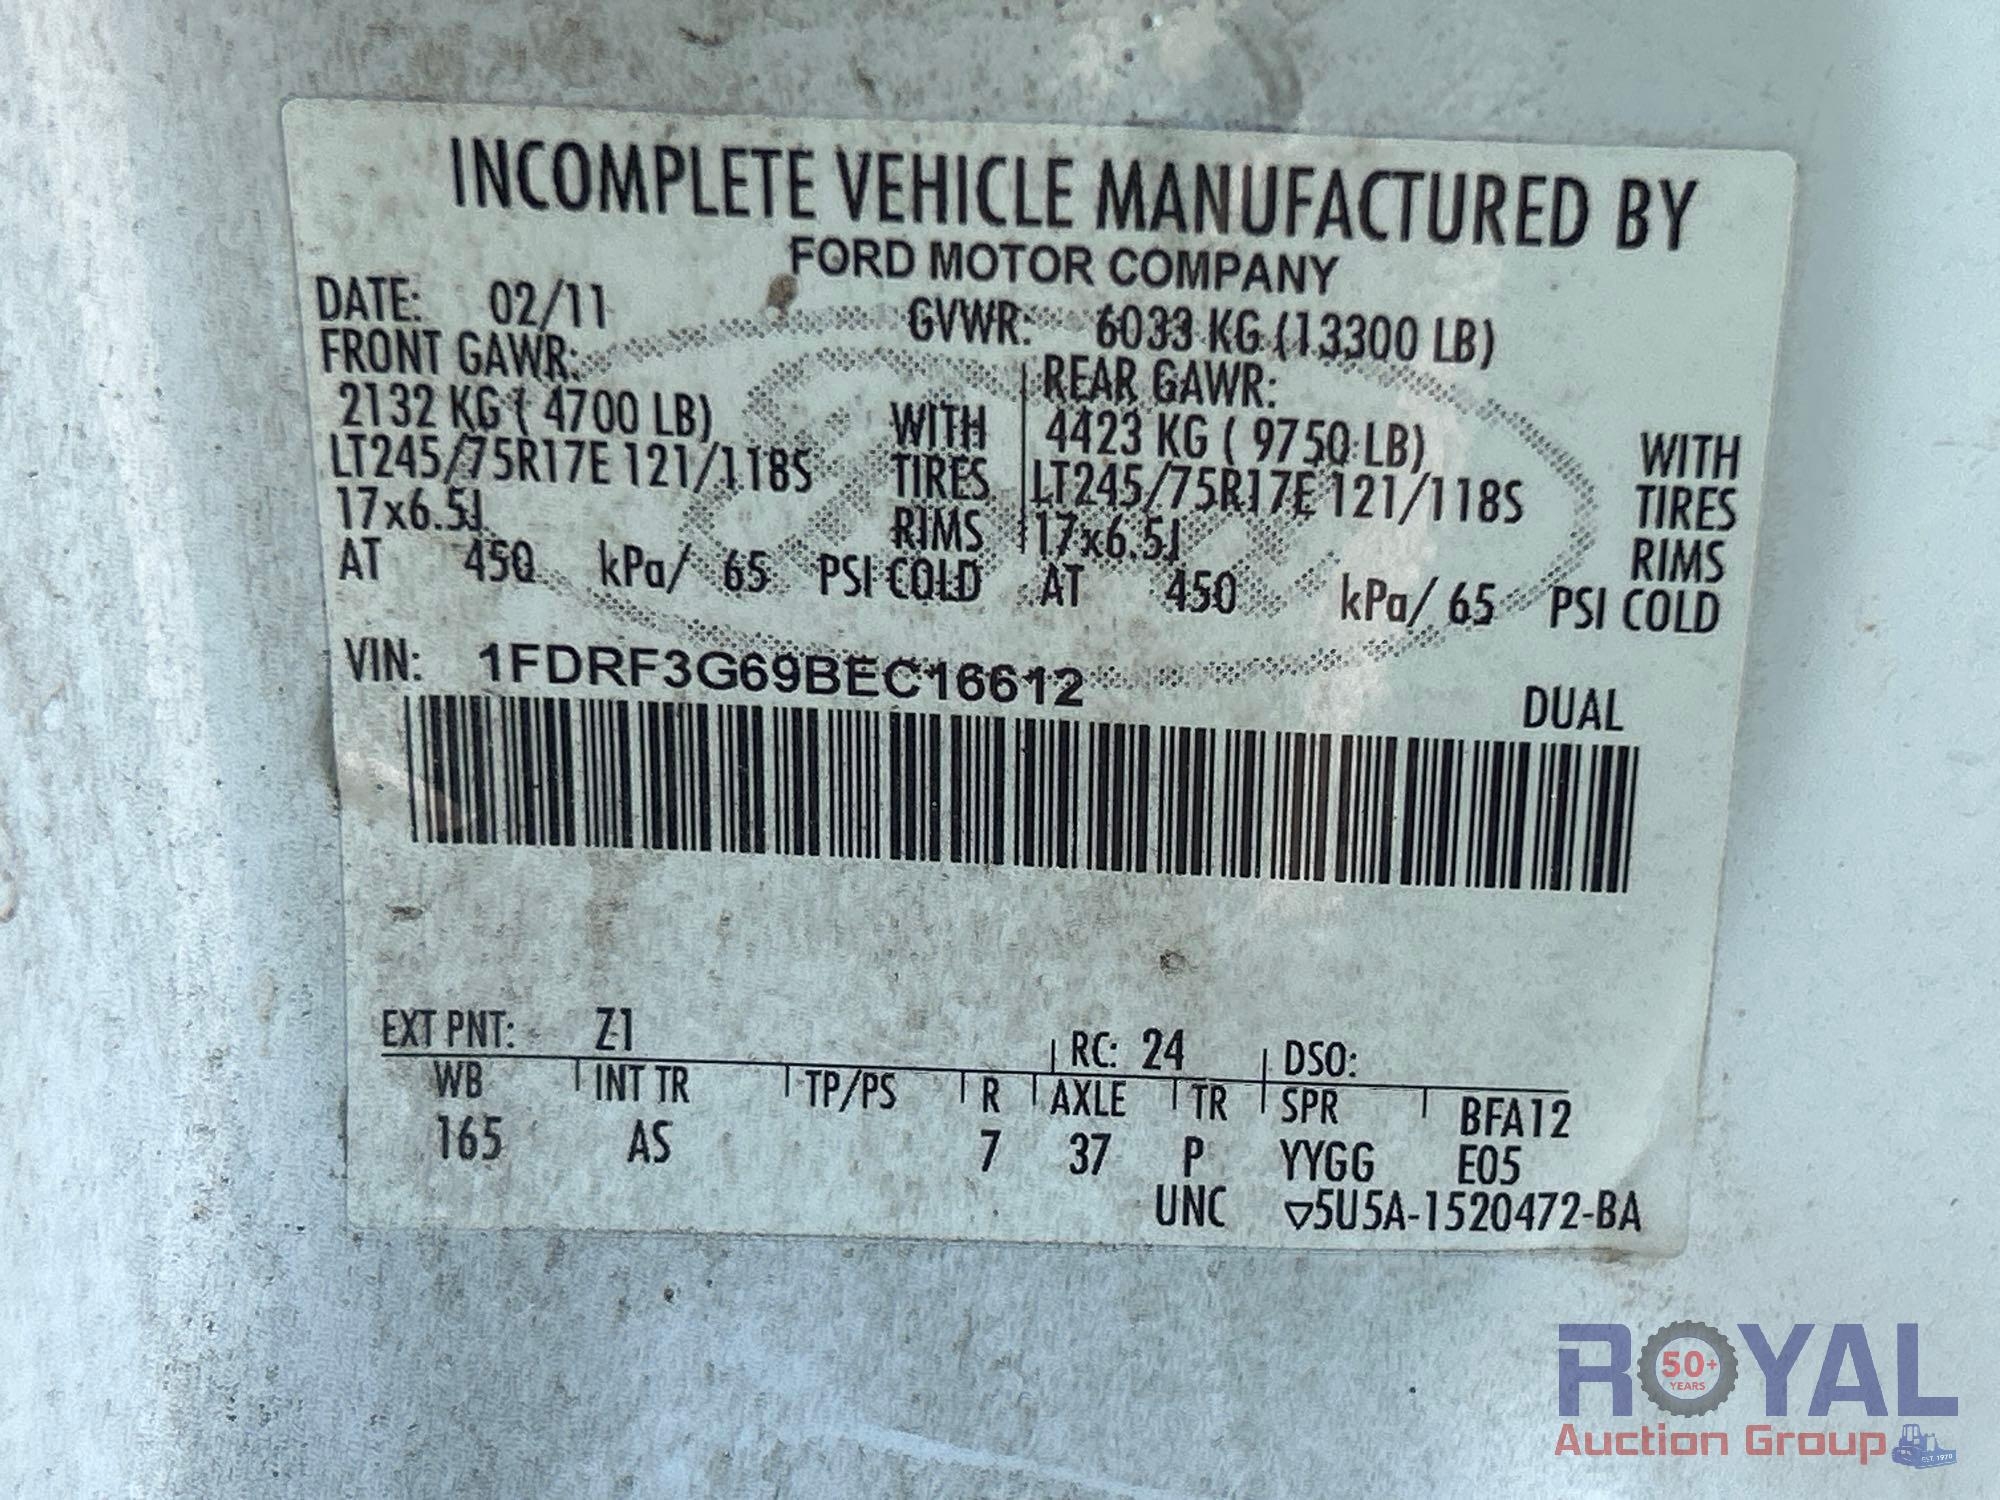 INCOMPLETE VEHICLE MANUFACTURED BY
FORD MOTOR COMPANY
DATE: 02/11 GVWR: 6033 KG (13300 LB)
FRONT GAWR: REAR GAWR:
2132 KG ( 4700 LB) WITH 4423 KG ( 9750 LB) WITH
LT245/75R17E 121/118S TIRES LT245/75R17E 121/118S TIRES
17x6.5J RIMS 17x6.5J RIMS
AT 450 kPa/ 65 PSI COLD AT 450 kPa/ 65 PSI COLD
VIN: 1FDRF3G69BEC16612
DUAL
EXT PNT: Z1 RC: 24 DSO:
WB INT TR TP/PS R AXLE TR SPR BFA12
165 AS 7 37 P YYGG E05
UNC ▽5U5A-1520472-BA
ROYAL
50+
YEARS
Auction Group
EST. 1970